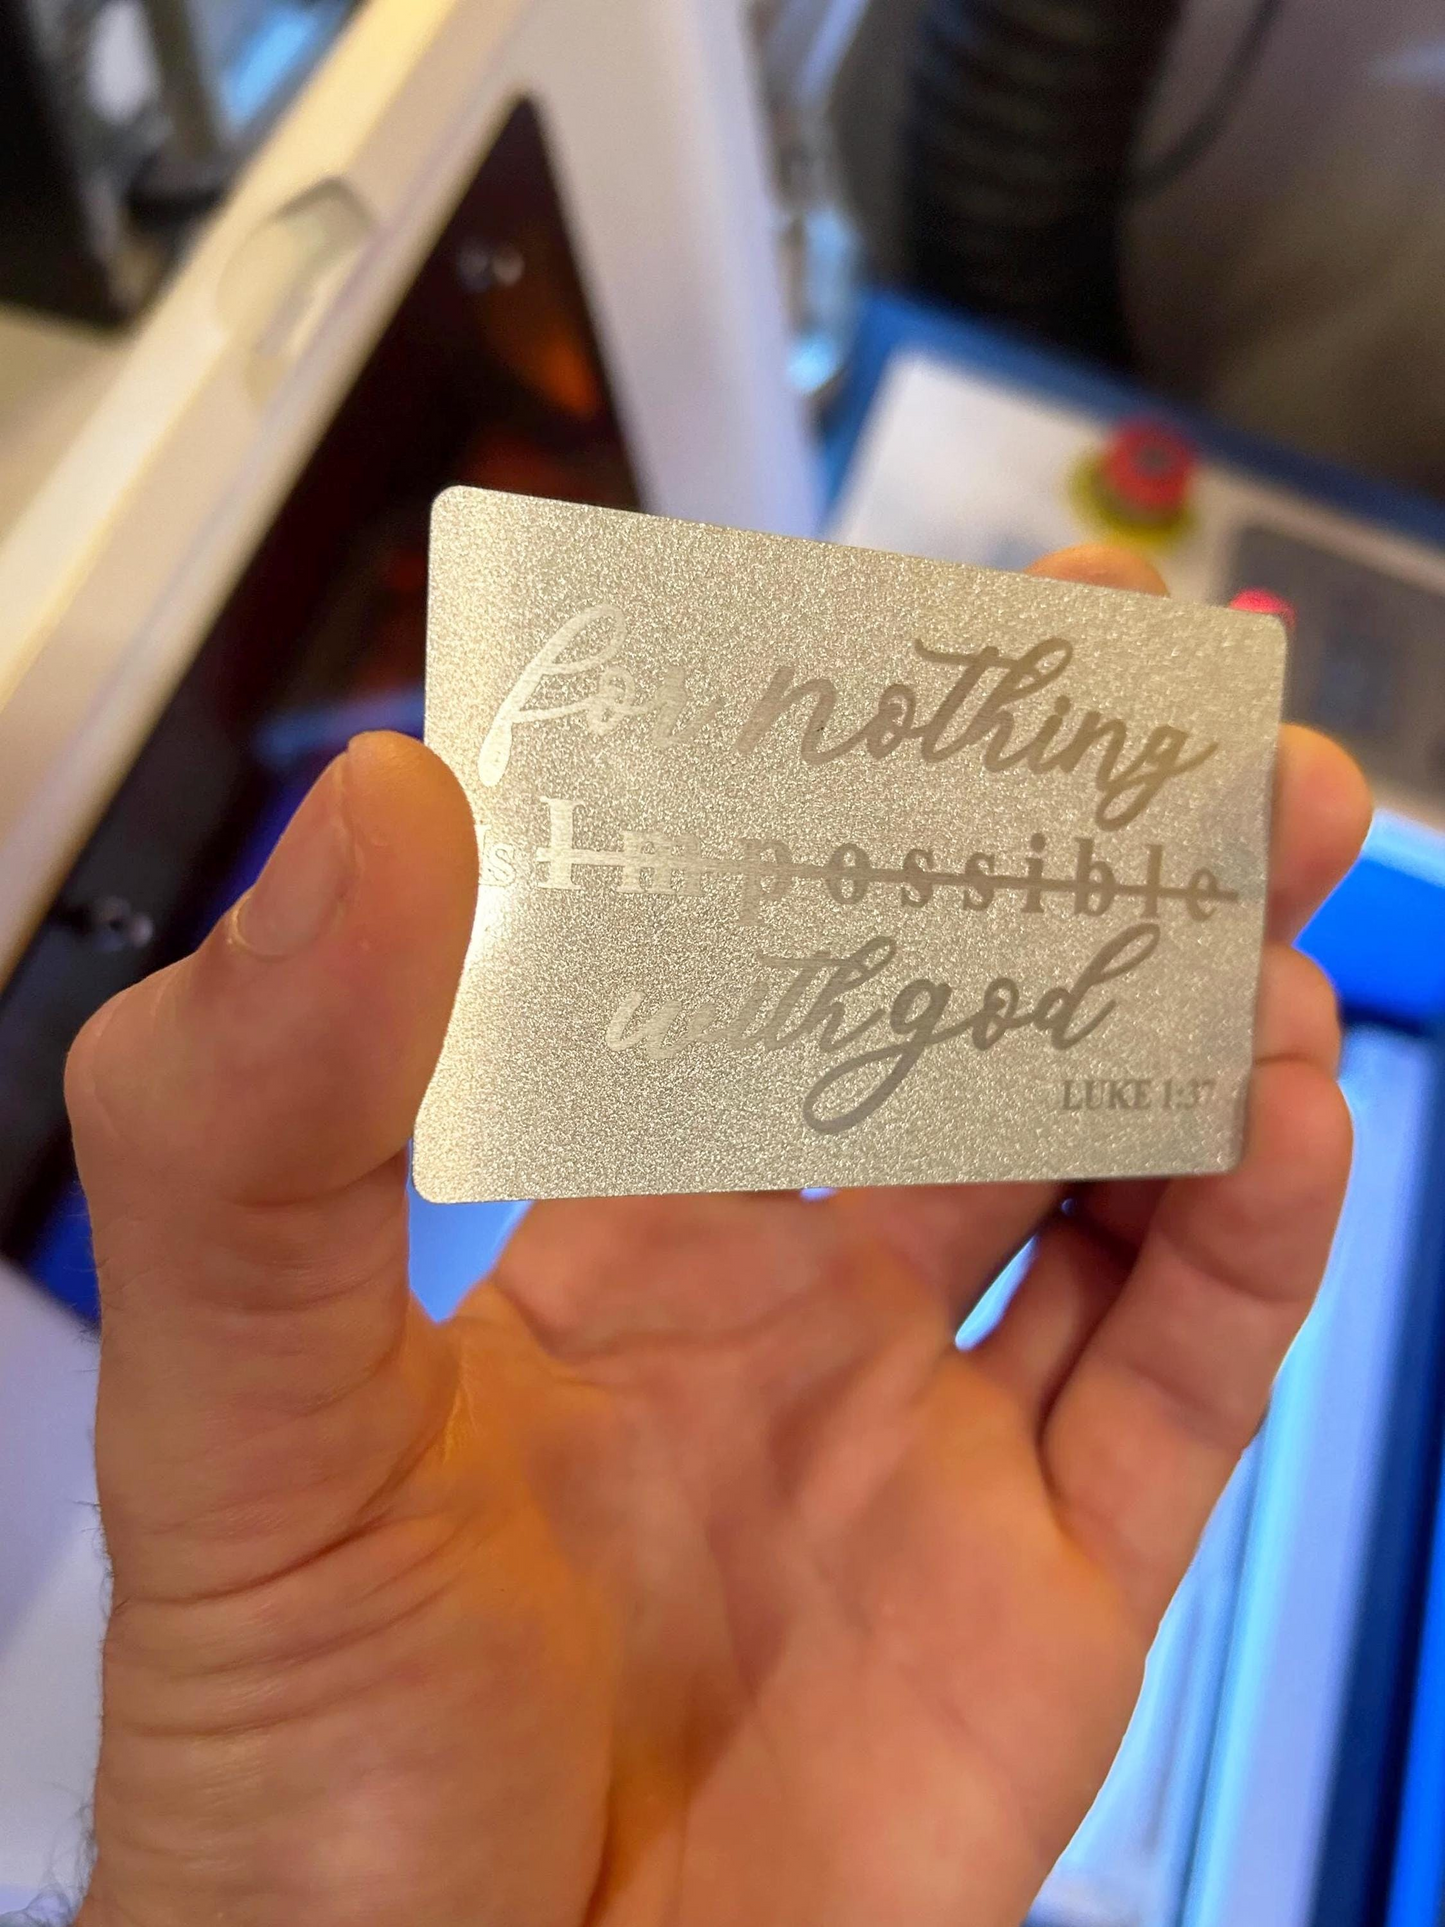 for nothing
is Impossible
with god
LUKE 1:37